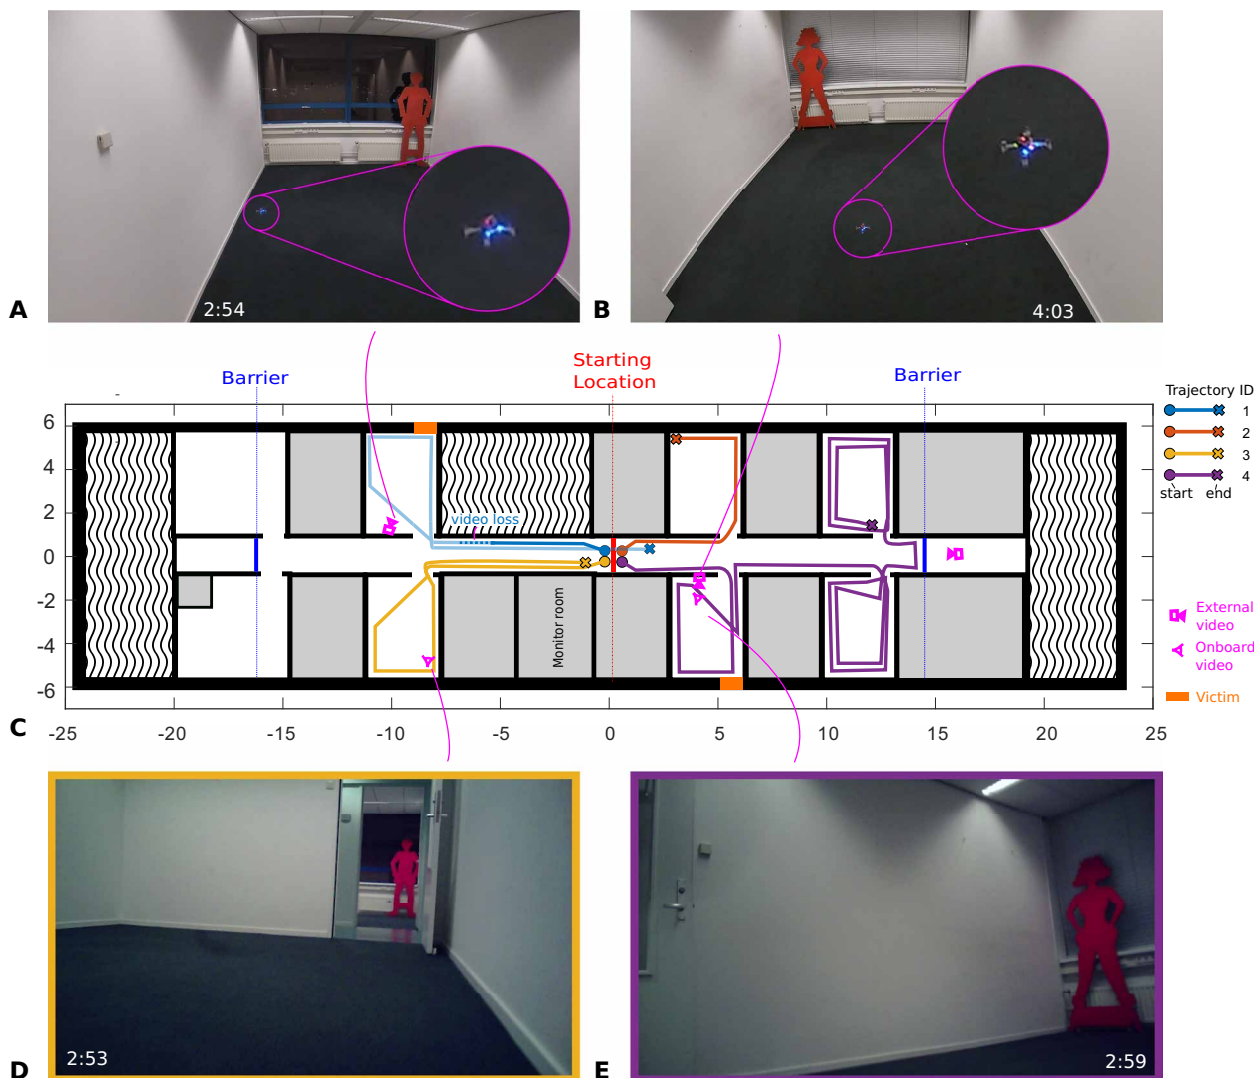 A
2:54
B
4:03
Starting
Location
Barrier
Barrier
Trajectory ID
1
2
3
4
start
end
6
4
2
0
-2
-4
-6
video loss
Monitor room
External
video
Onboard
video
Victim
C
-25
-20
-15
-10
-5
0
5
10
15
20
25
D
2:53
E
2:59